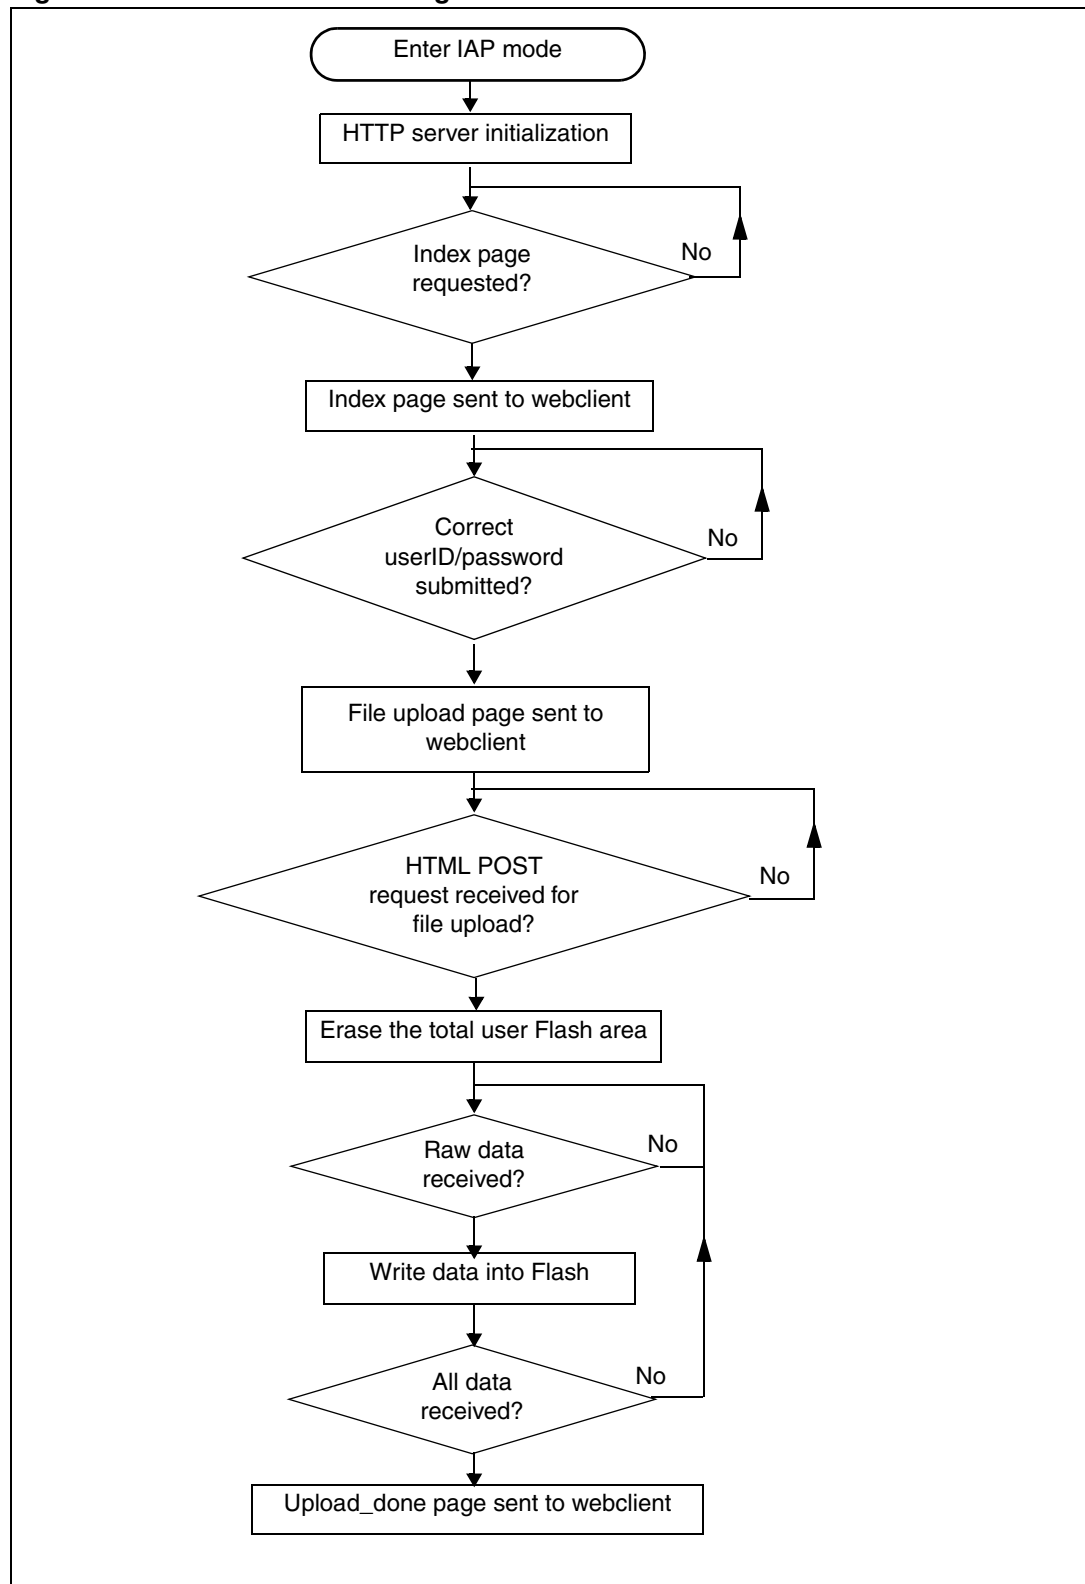 Enter IAP mode
HTTP server initialization
Index page
requested?
No
Index page sent to webclient
Correct
userID/password
submitted?
No
File upload page sent to
webclient
HTML POST
request received for
file upload?
No
Erase the total user Flash area
Raw data
received?
No
Write data into Flash
All data
received?
No
Upload_done page sent to webclient